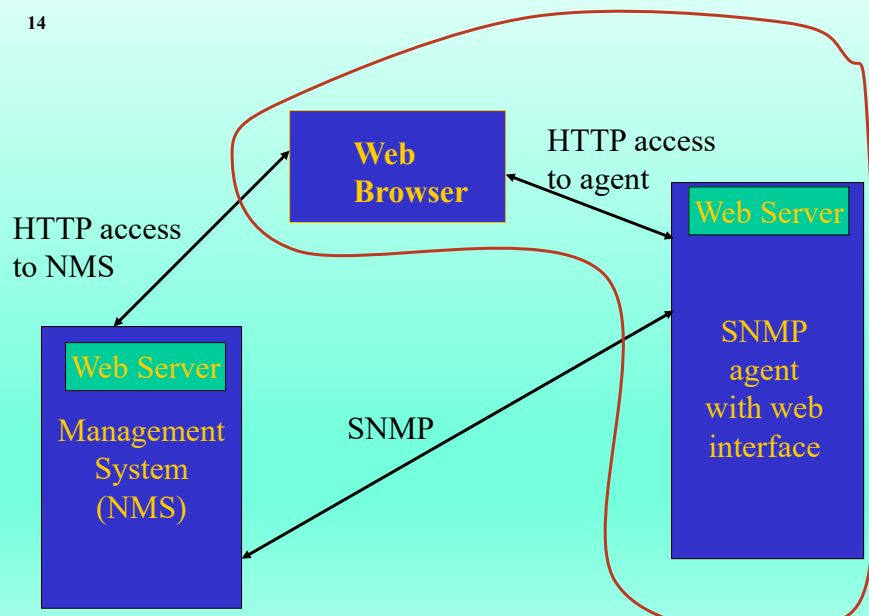 14
Web
Browser
HTTP access
to agent
Web Server
HTTP access
to NMS
SNMP
agent
with web
interface
Web Server
Management
System
(NMS)
SNMP